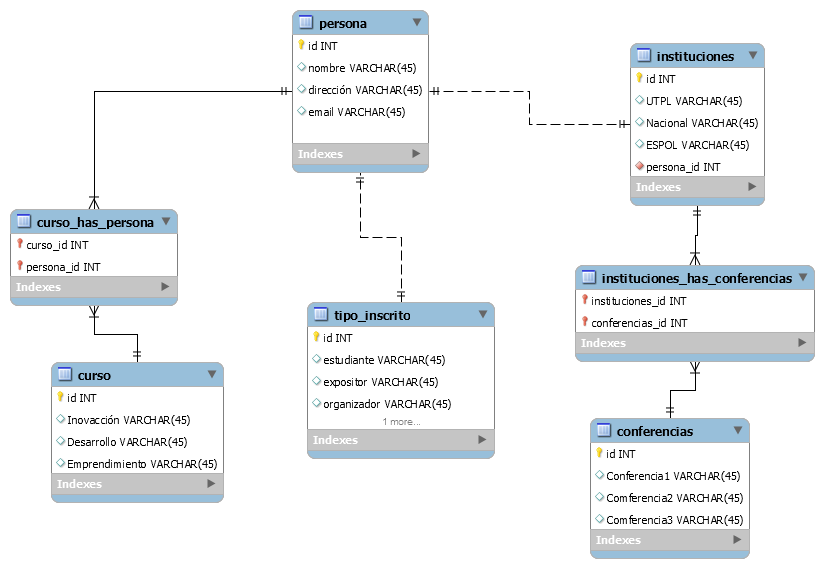 persona
id INT
nombre VARCHAR(45)
dirección VARCHAR(45)
email VARCHAR(45)
Indexes
instituciones
id INT
UTPL VARCHAR(45)
Nacional VARCHAR(45)
ESPOL VARCHAR(45)
persona_id INT
Indexes
curso_has_persona
curso_id INT
persona_id INT
Indexes
instituciones_has_conferencias
instituciones_id INT
conferencias_id INT
Indexes
tipo_inscrito
id INT
estudiante VARCHAR(45)
expositor VARCHAR(45)
organizador VARCHAR(45)
1 more...
Indexes
curso
id INT
Inovacción VARCHAR(45)
Desarrollo VARCHAR(45)
Emprendimiento VARCHAR(45)
Indexes
conferencias
id INT
Conferencia1 VARCHAR(45)
Comferencia2 VARCHAR(45)
Comferencia3 VARCHAR(45)
Indexes